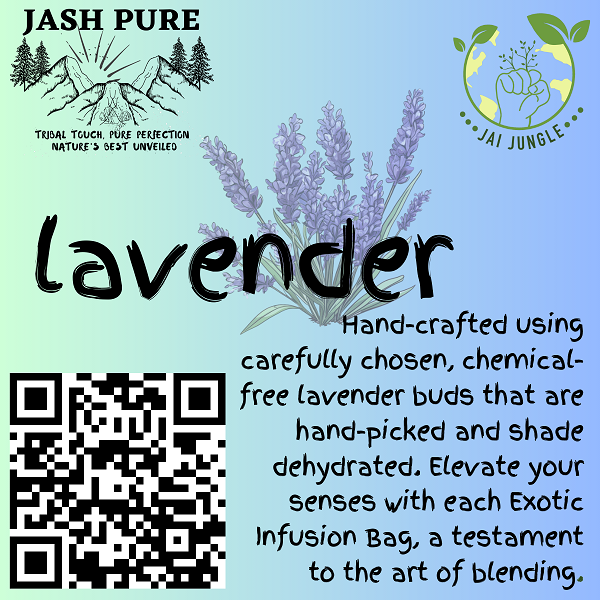 JASH PURE
TRIBAL TOUCH, PURE PERFECTION
NATURE'S BEST UNVEILED
JAI JUNGLE
lavender
Hand-crafted using
carefully chosen, chemical-
free lavender buds that are
hand-picked and shade
dehydrated. Elevate your
senses with each Exotic
Infusion Bag, a testament
to the art of blending.